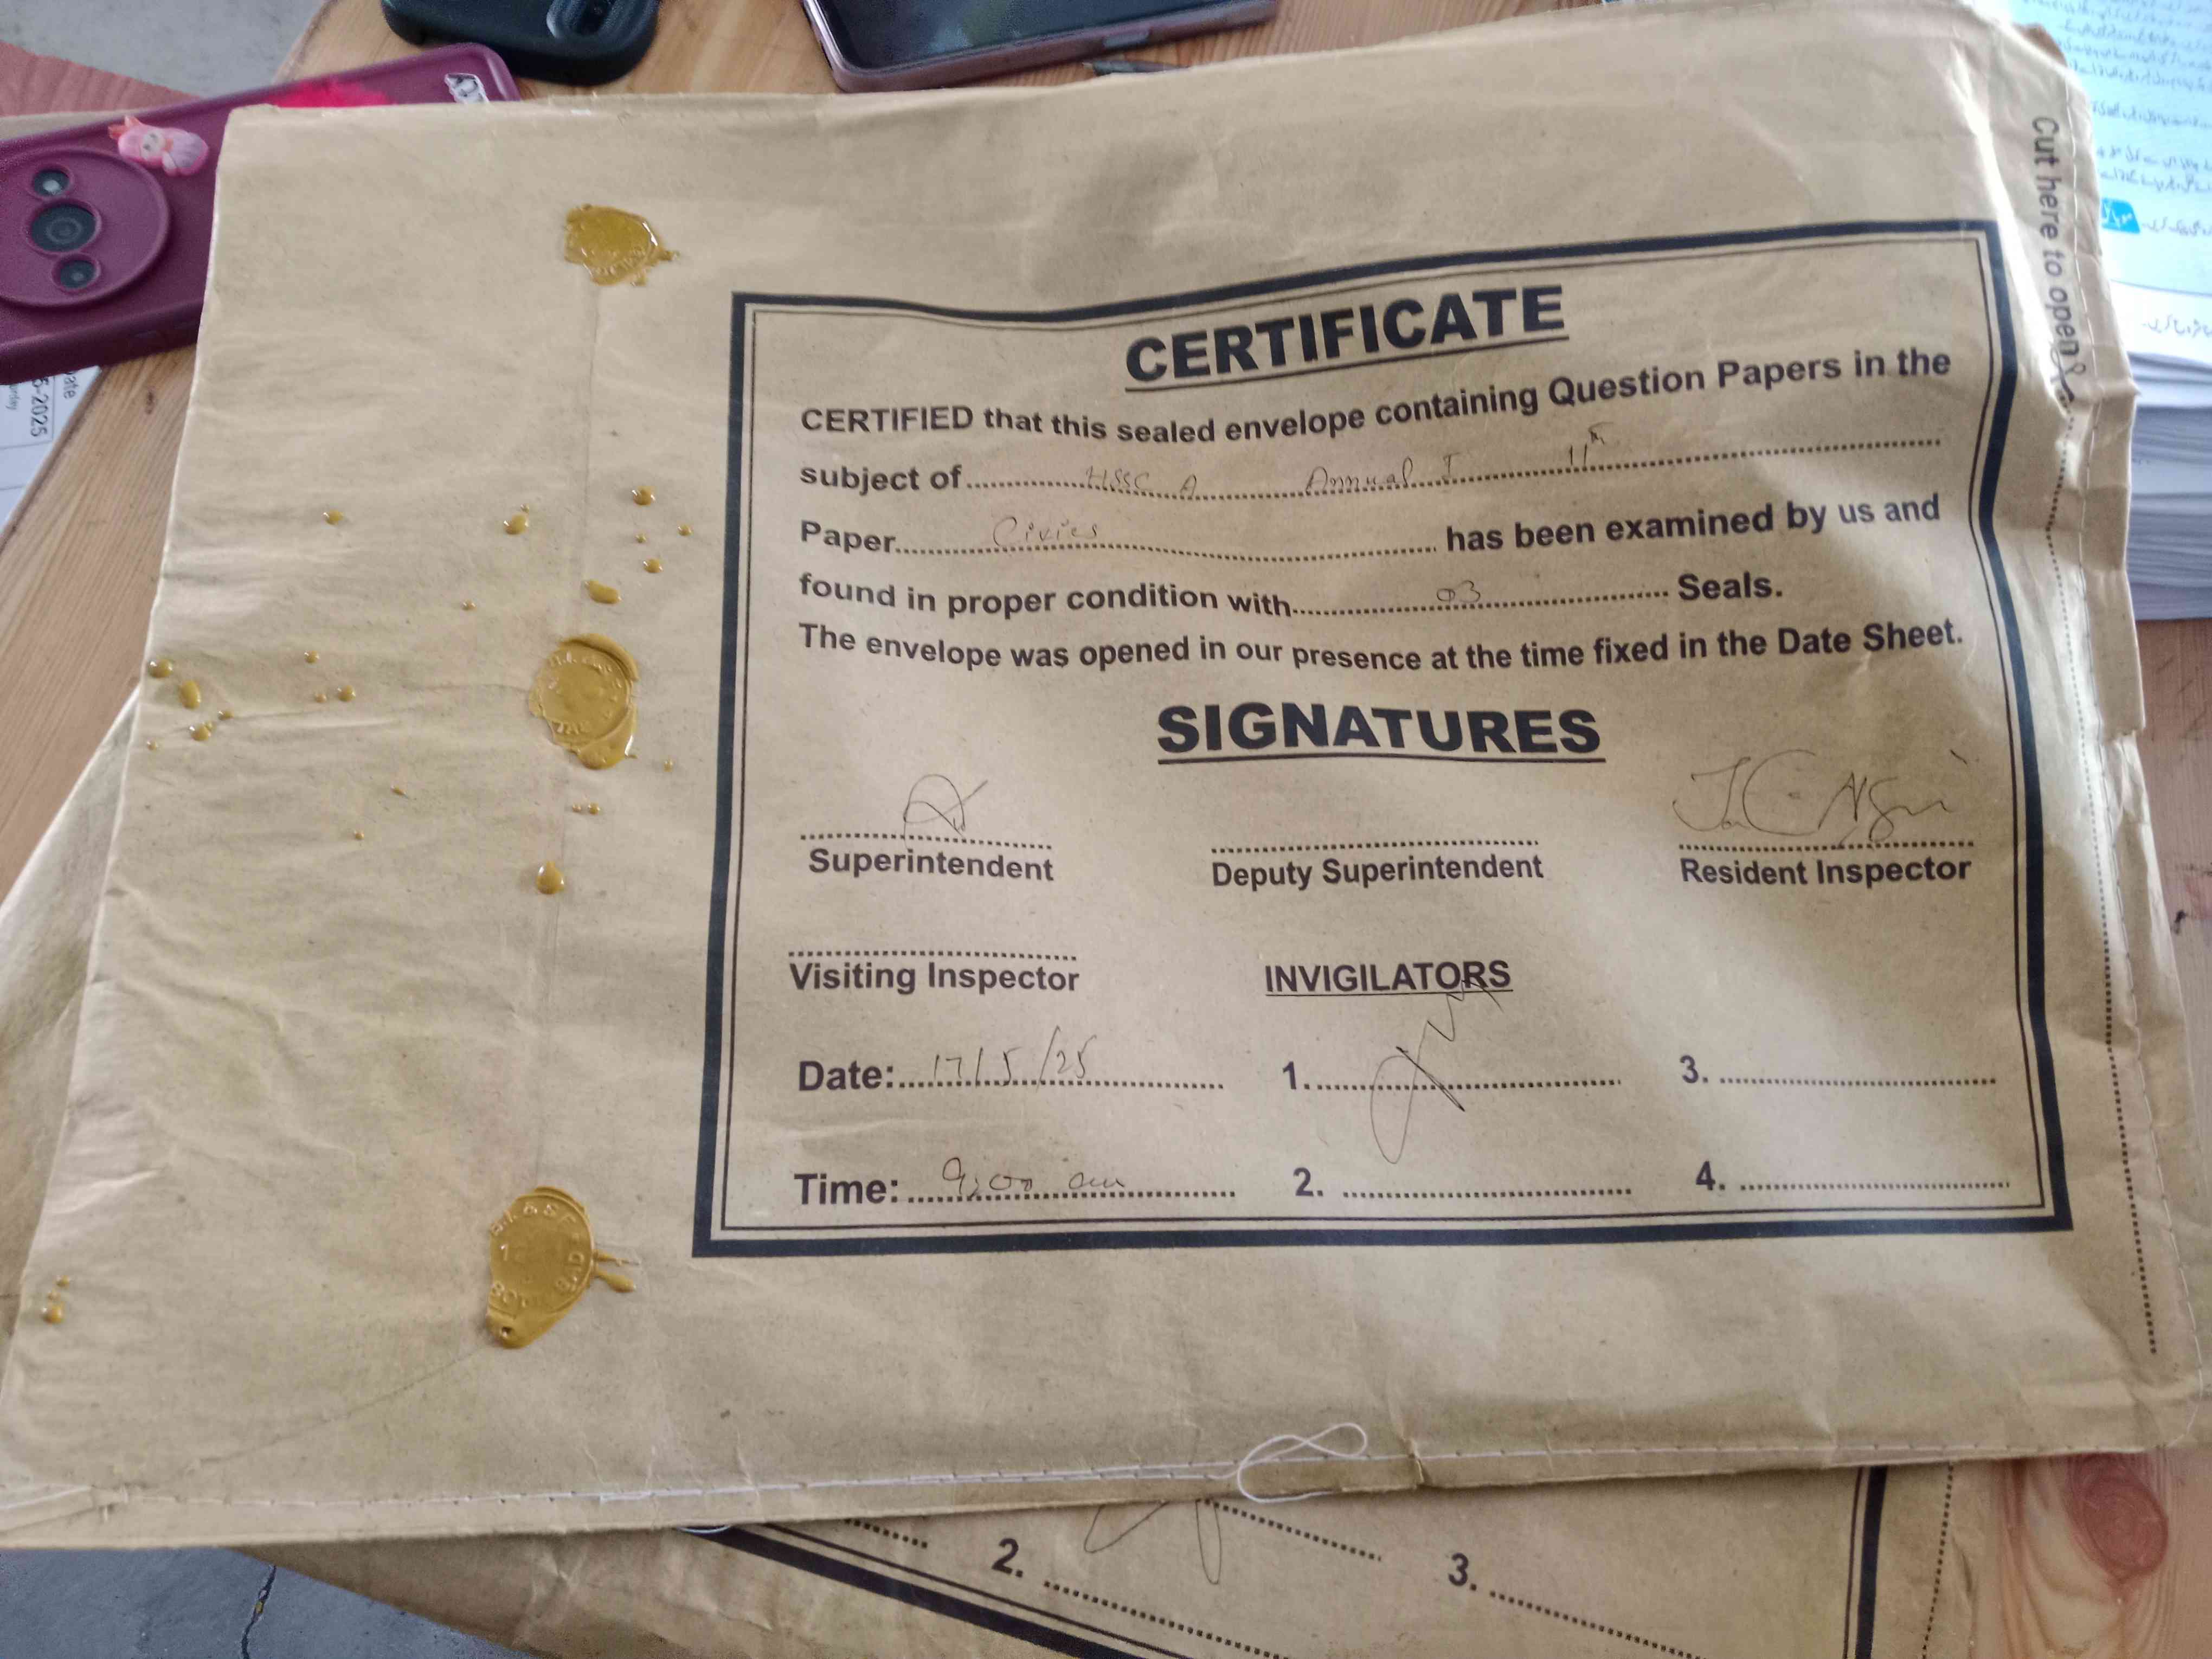 CERTIFICATE
CERTIFIED that this sealed envelope containing Question Papers in the
subject of HSSC A Annual I 11th
Paper Civics has been examined by us and
found in proper condition with 03 Seals.
The envelope was opened in our presence at the time fixed in the Date Sheet.
SIGNATURES
Superintendent Deputy Superintendent Resident Inspector
Visiting Inspector INVIGILATORS
Date: 17/5/25 1. 3.
Time: 9:00 am 2. 4.
Cut here to open
2. 3.